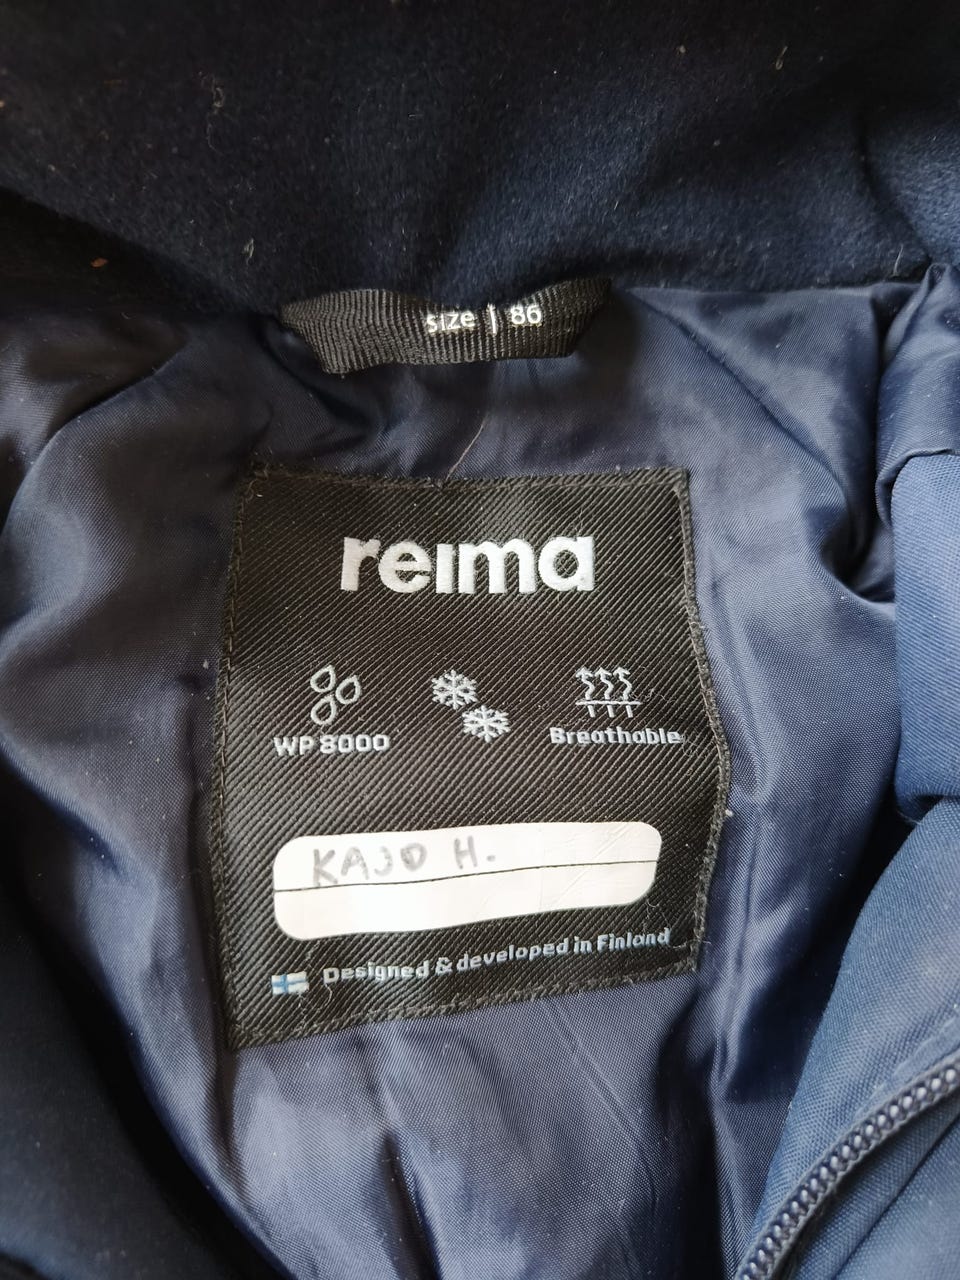 size | 86
reima
WP 8000
Breathable
KAJO H.
Designed & developed in Finland